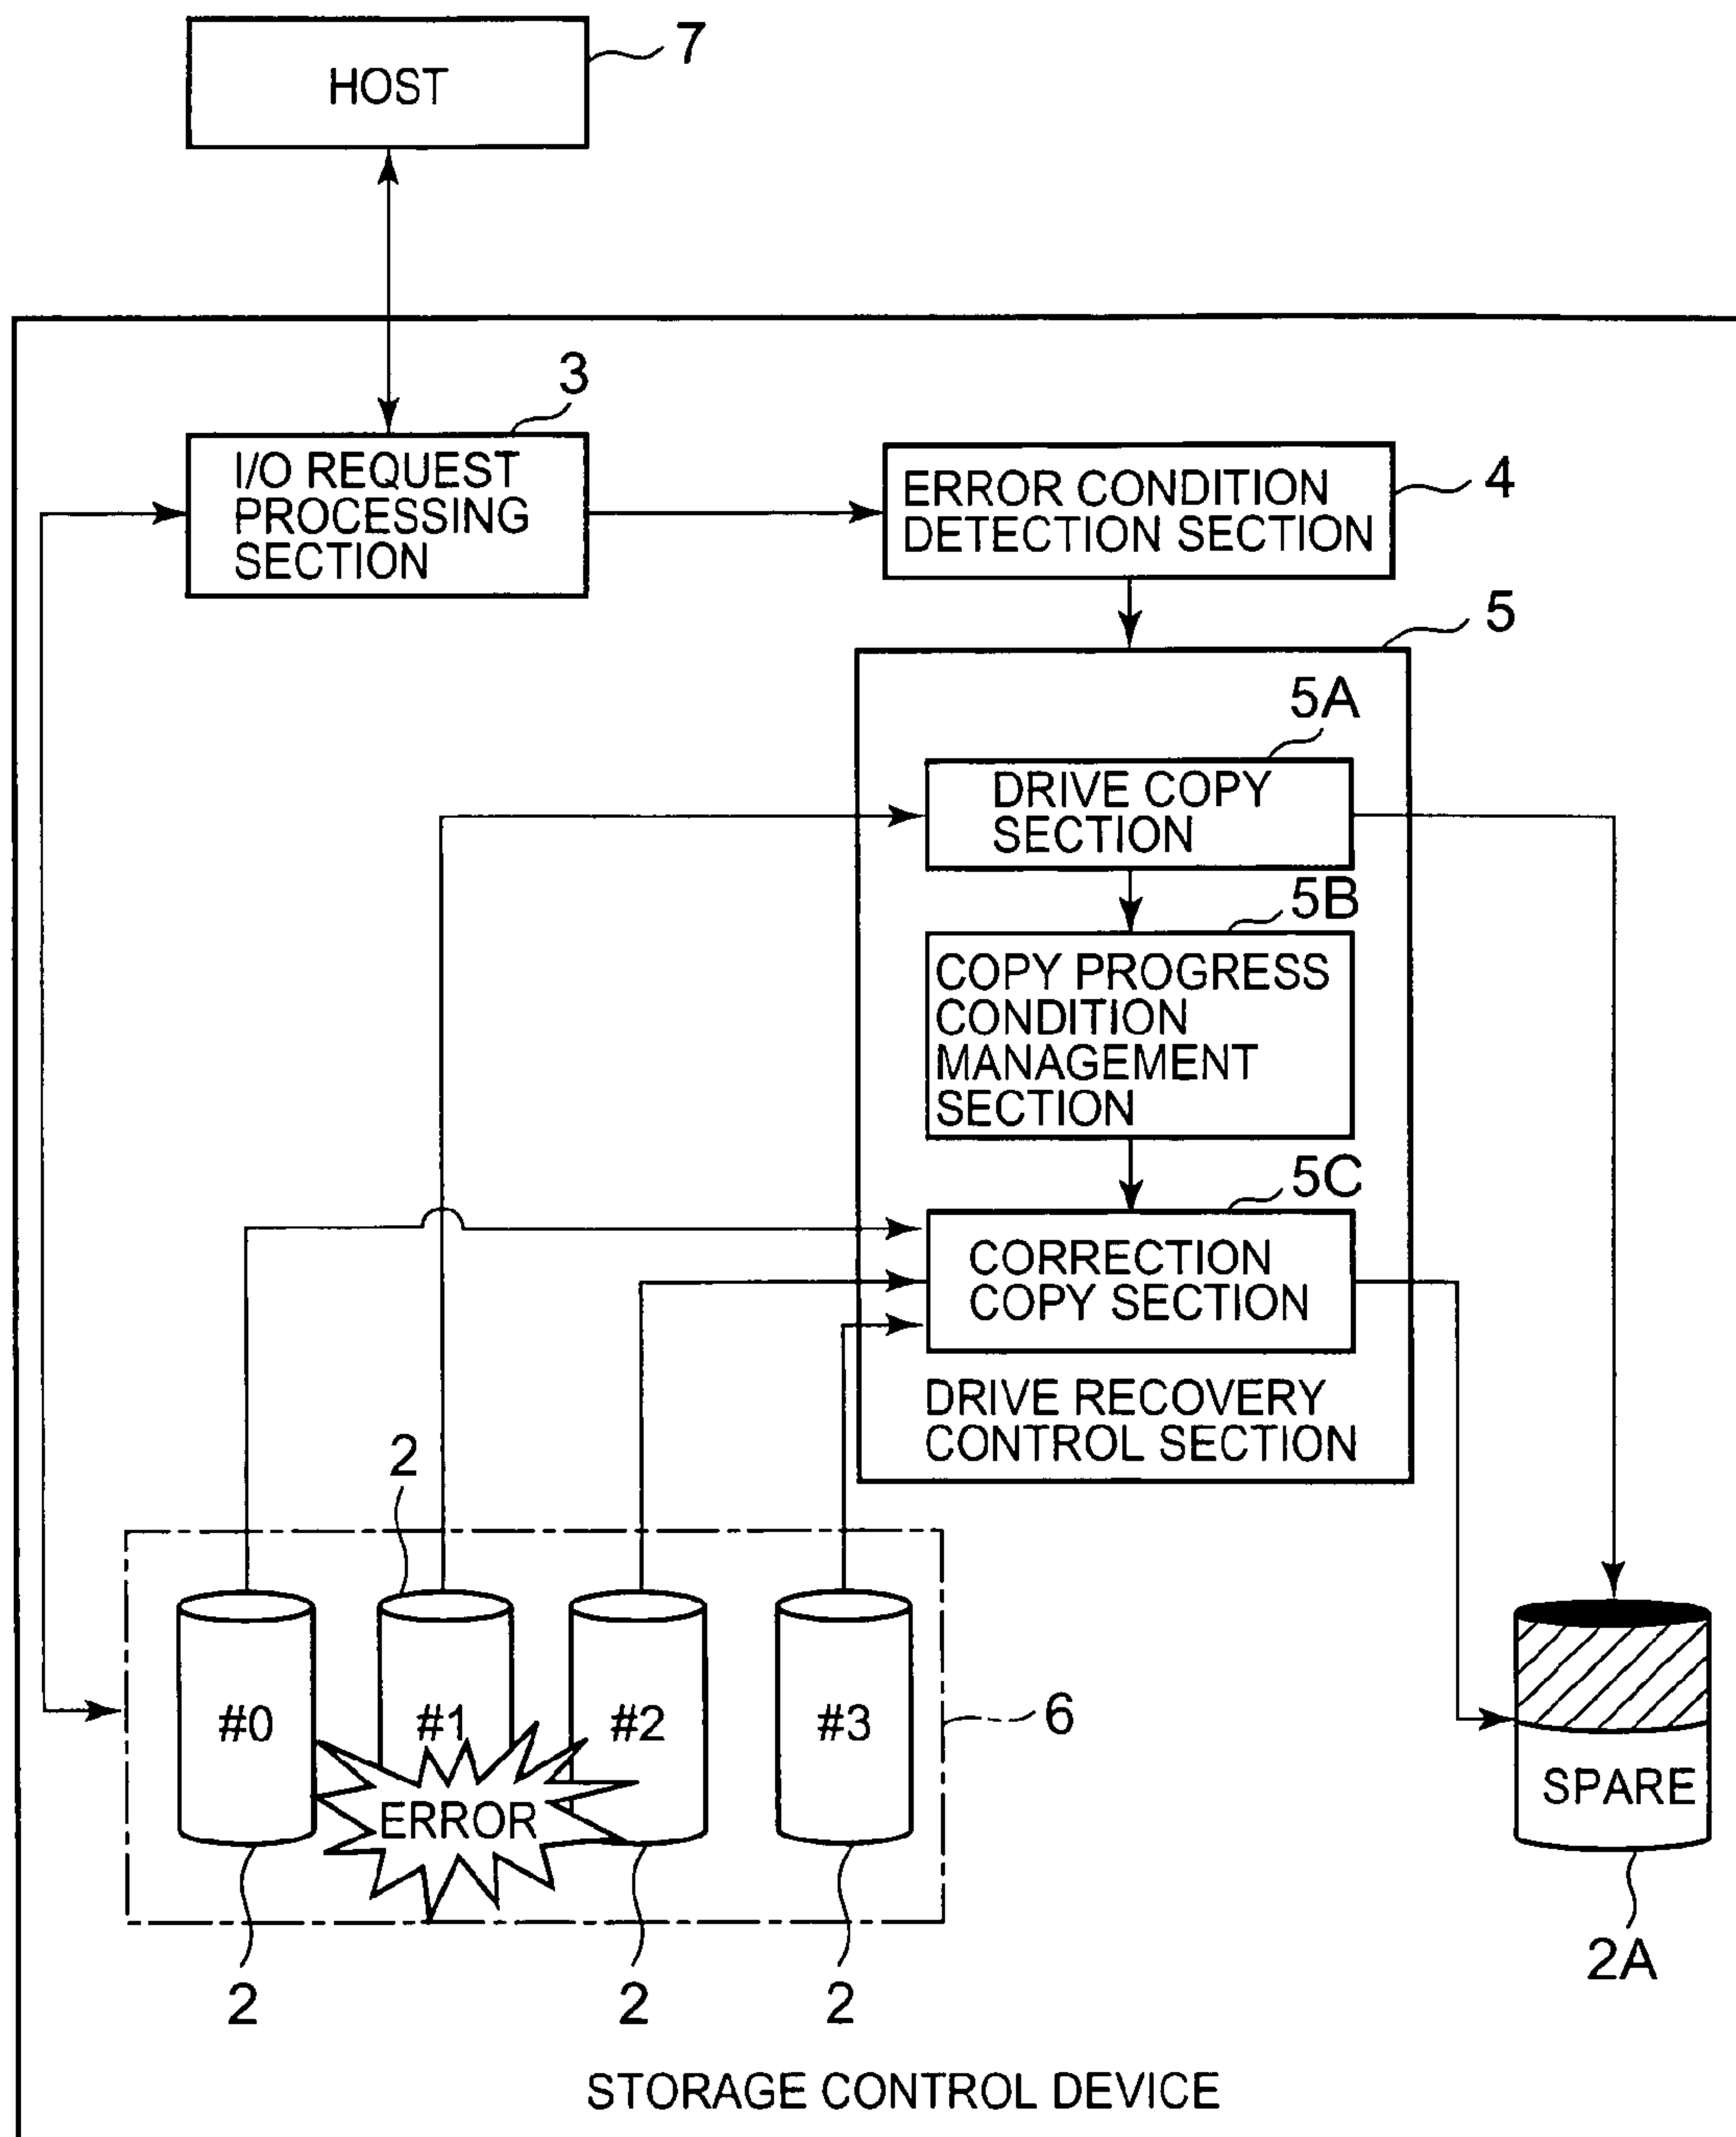 7
HOST
3
I/O REQUEST
PROCESSING
SECTION
4
ERROR CONDITION
DETECTION SECTION
5
5A
DRIVE COPY
SECTION
5B
COPY PROGRESS
CONDITION
MANAGEMENT
SECTION
5C
CORRECTION
COPY SECTION
DRIVE RECOVERY
CONTROL SECTION
2
#0
#1
#2
#3
6
ERROR
SPARE
2
2
2
2A
STORAGE CONTROL DEVICE